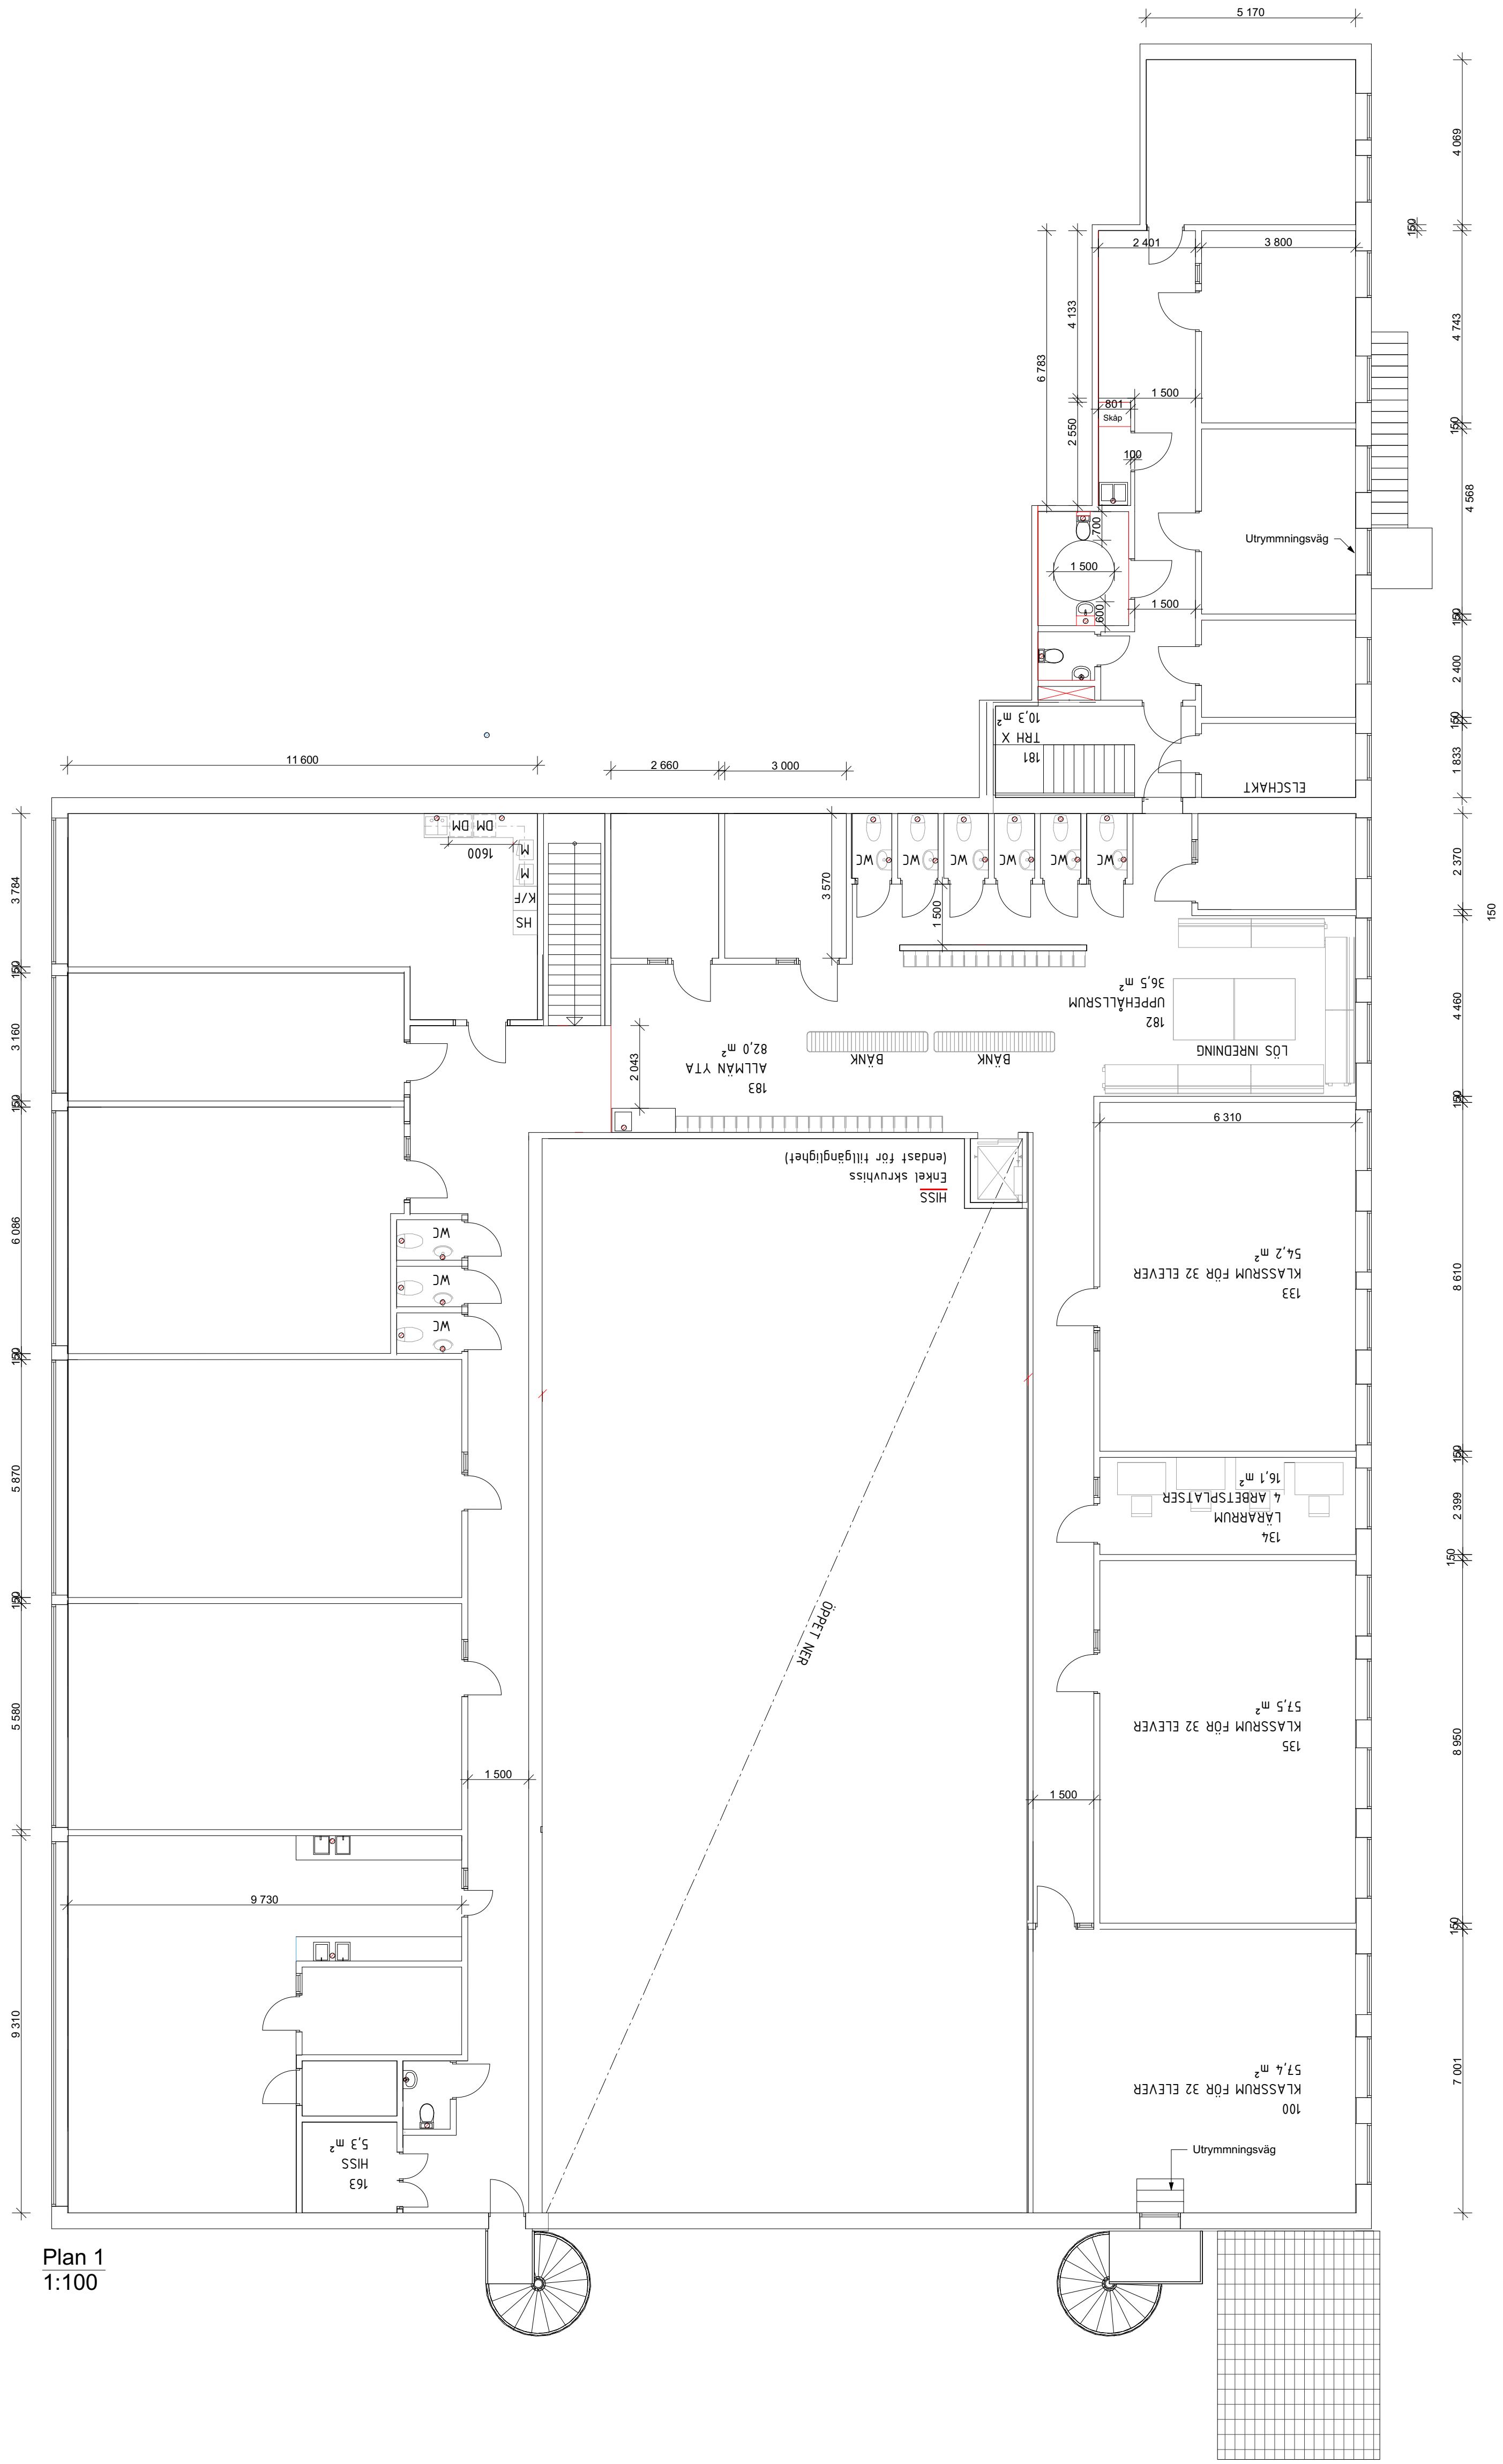 5 170
4 069
150
2 401
3 800
4 133
6 783
4 743
1 500
801
Skåp
2 550
150
100
4 568
700
Utrymmningsväg
1 500
1 500
600
150
2 400
10,3 m²
TRH X
181
150
1 833
ELSCHAKT
11 600
2 660
3 000
DM
DM
1600
M
M
K/F
HS
3 784
3 570
WC
WC
WC
WC
WC
WC
1 500
2 370
150
36,5 m²
UPPEHÅLLSRUM
182
4 460
LÖS INREDNING
BÄNK
BÄNK
150
3 160
2 043
82,0 m²
ALLMÄN YTA
183
150
150
6 310
(endast för tillgänglighet)
Enkel skruvhiss
HISS
6 086
WC
WC
WC
54,2 m²
KLASSRUM FÖR 32 ELEVER
133
8 610
150
150
5 870
16,1 m²
4 ARBETSPLATSER
LÄRARRUM
134
2 399
150
150
ÖPPET NER
5 580
57,5 m²
KLASSRUM FÖR 32 ELEVER
135
8 950
1 500
1 500
9 730
150
9 310
57,4 m²
KLASSRUM FÖR 32 ELEVER
100
7 001
5,3 m²
HISS
163
Utrymmningsväg
Plan 1
1:100